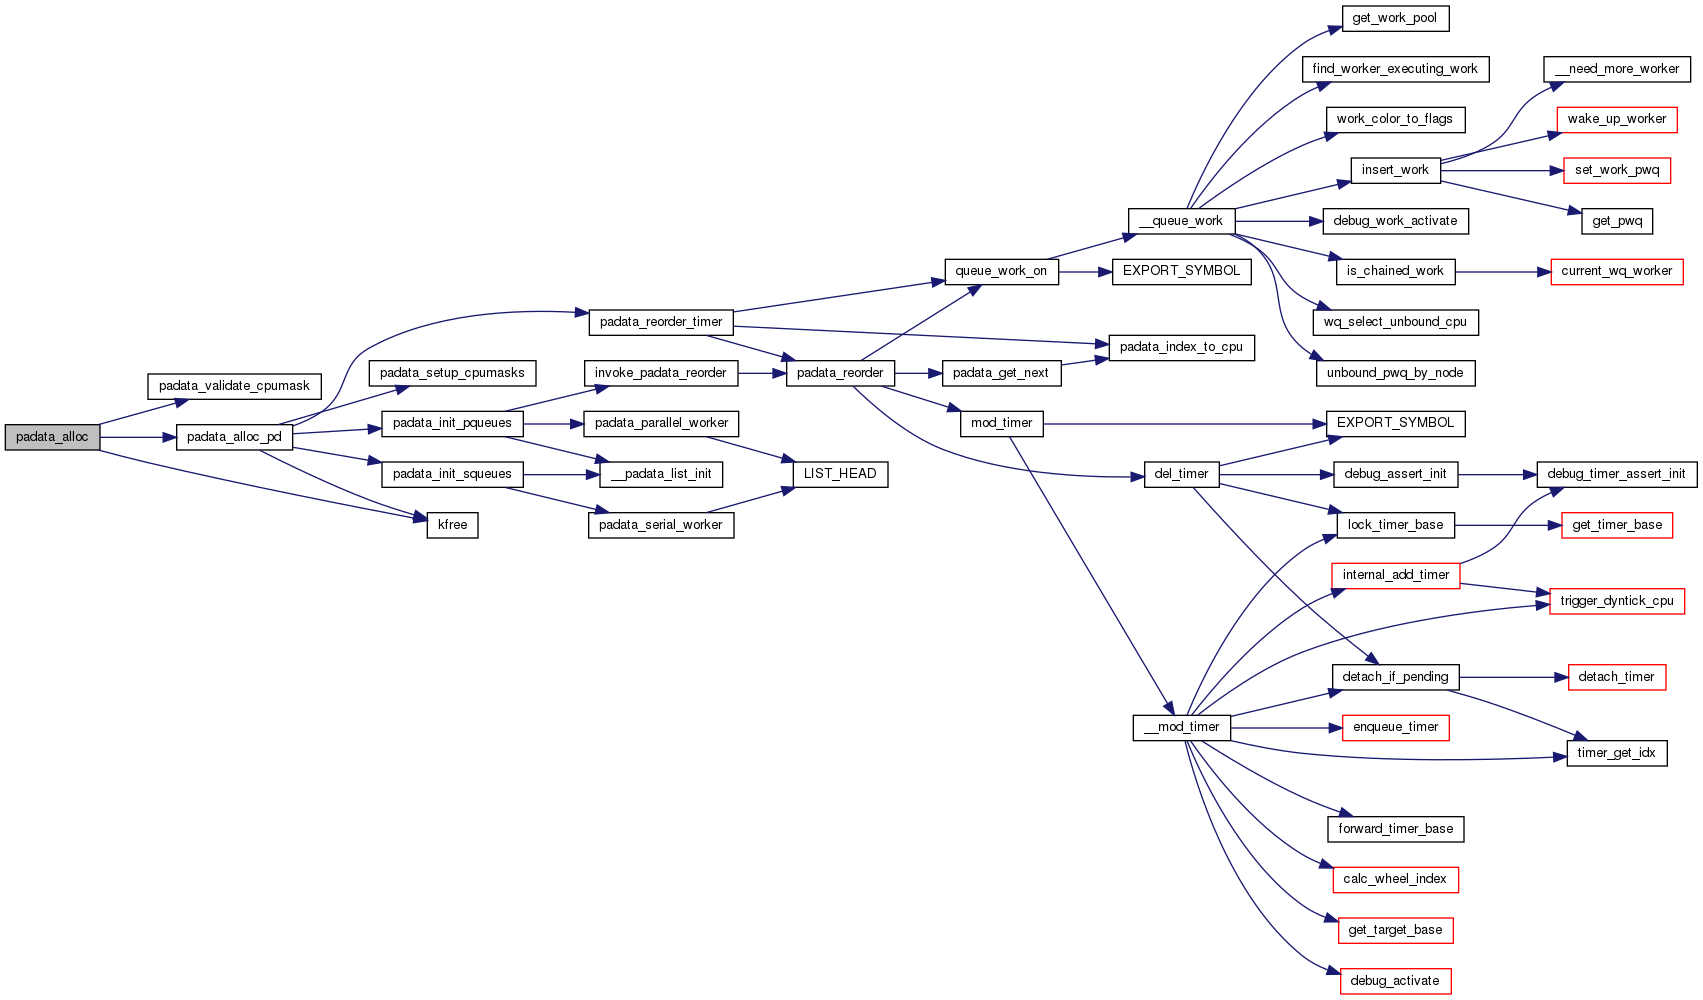 get_work_pool
find_worker_executing_work
__need_more_worker
work_color_to_flags
wake_up_worker
insert_work
set_work_pwq
__queue_work
debug_work_activate
get_pwq
queue_work_on
EXPORT_SYMBOL
is_chained_work
current_wq_worker
padata_reorder_timer
wq_select_unbound_cpu
padata_index_to_cpu
padata_validate_cpumask
padata_setup_cpumasks
invoke_padata_reorder
padata_reorder
padata_get_next
unbound_pwq_by_node
padata_alloc
padata_alloc_pd
padata_init_pqueues
padata_parallel_worker
mod_timer
EXPORT_SYMBOL
padata_init_squeues
__padata_list_init
LIST_HEAD
del_timer
debug_assert_init
debug_timer_assert_init
kfree
padata_serial_worker
lock_timer_base
get_timer_base
internal_add_timer
trigger_dyntick_cpu
detach_if_pending
detach_timer
__mod_timer
enqueue_timer
timer_get_idx
forward_timer_base
calc_wheel_index
get_target_base
debug_activate